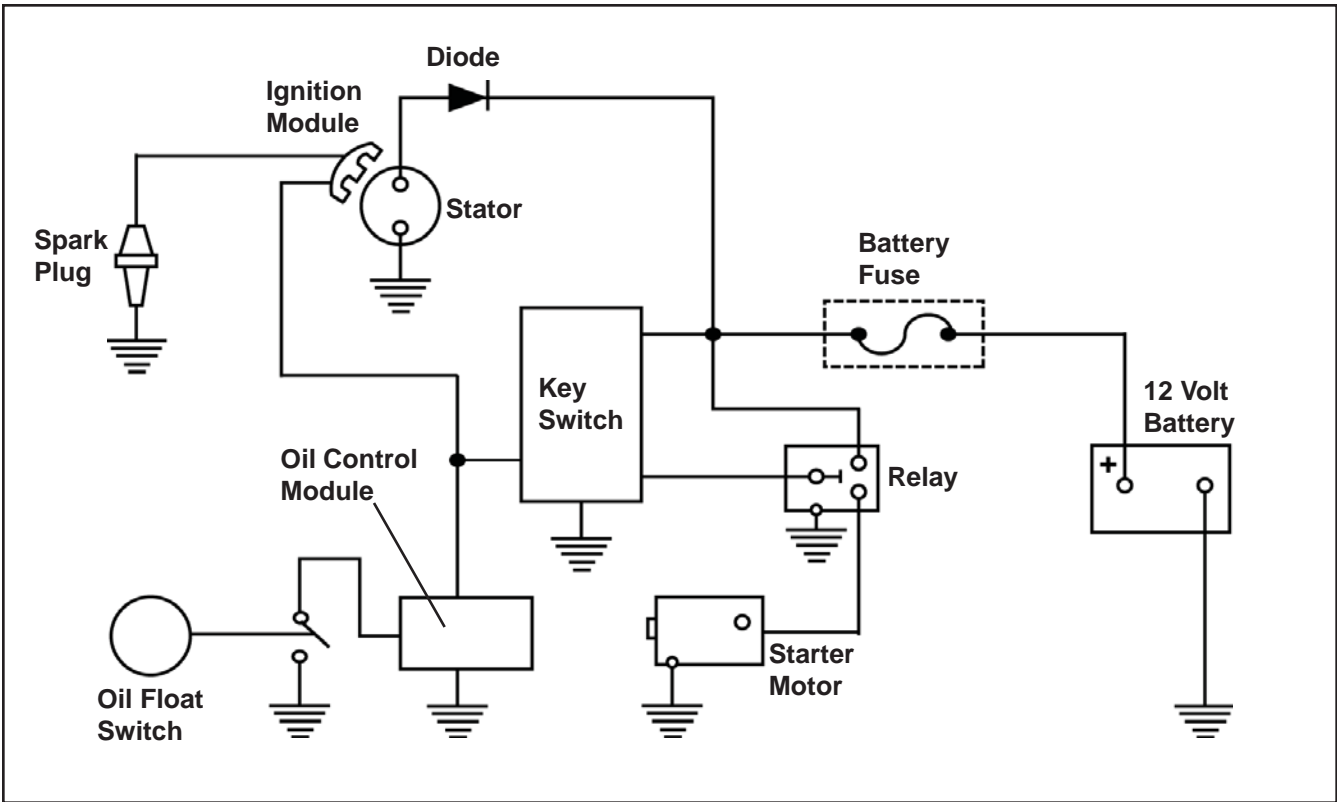 Diode
Ignition
Module
Stator
Spark
Plug
Battery
Fuse
Key
Switch
12 Volt
Battery
+
Oil Control
Module
Relay
Oil Float
Switch
Starter
Motor